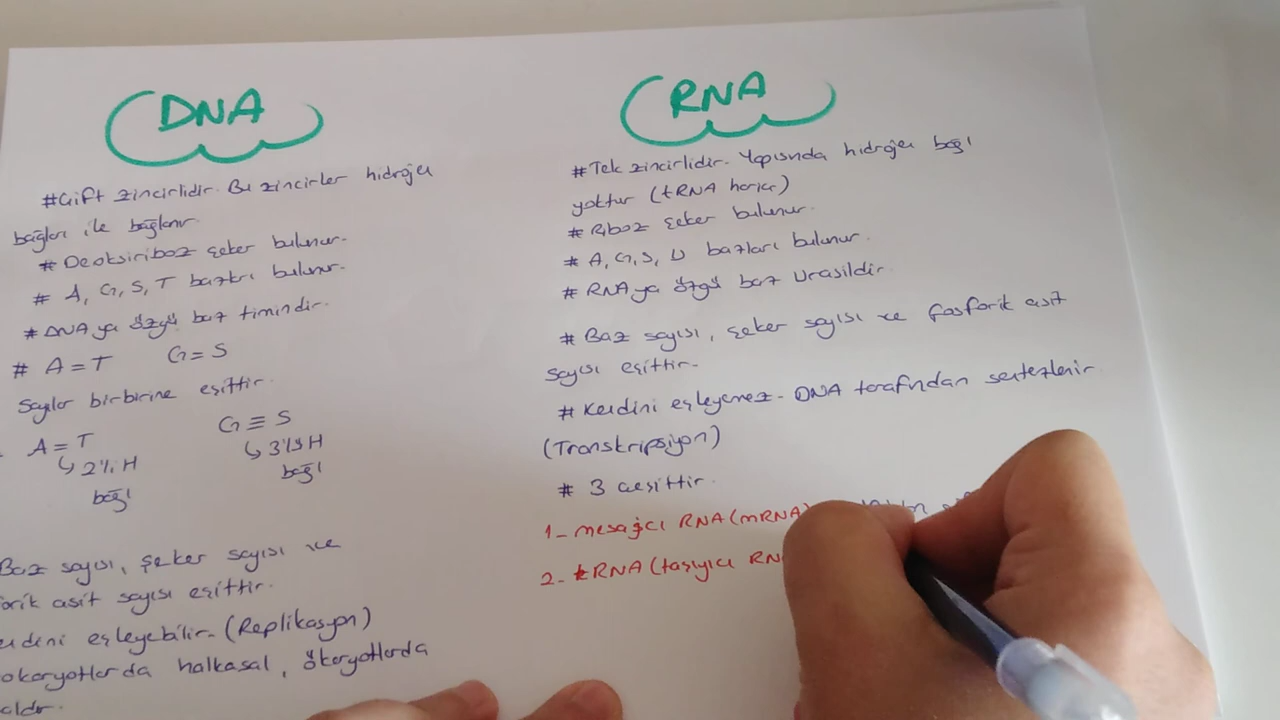 DNA
#Çift zincirlidir. Bu zincirler hidrojen
bağları ile bağlanır.
# Deoksiriboz şeker bulunur.
# A, G, S, T bazları bulunur.
# DNA ya özgü baz timindir.
# A = T G = S
Sayılar birbirine eşittir.
A = T G ≡ S
↳ 2'li H ↳ 3'lü H
bağı bağı
Baz sayısı, şeker sayısı ve
forik asit sayısı eşittir.
endini eşleyebilir. (Replikasyon)
okaryotlarda halkasal, ökaryotlarda
RNA
#Tek zincirlidir. Yapısında hidrojen bağı
yoktur (tRNA hariç)
# Riboz şeker bulunur.
# A, G, S, U bazları bulunur.
# RNA ya özgü baz Urasildir.
# Baz sayısı, şeker sayısı ve fosforik asit
sayısı eşittir.
# Kendini eşleyemez. DNA tarafından sentezlenir.
(Transkripsiyon)
# 3 çeşittir.
1- mesajcı RNA (mRNA)
2- tRNA (taşıyıcı RN